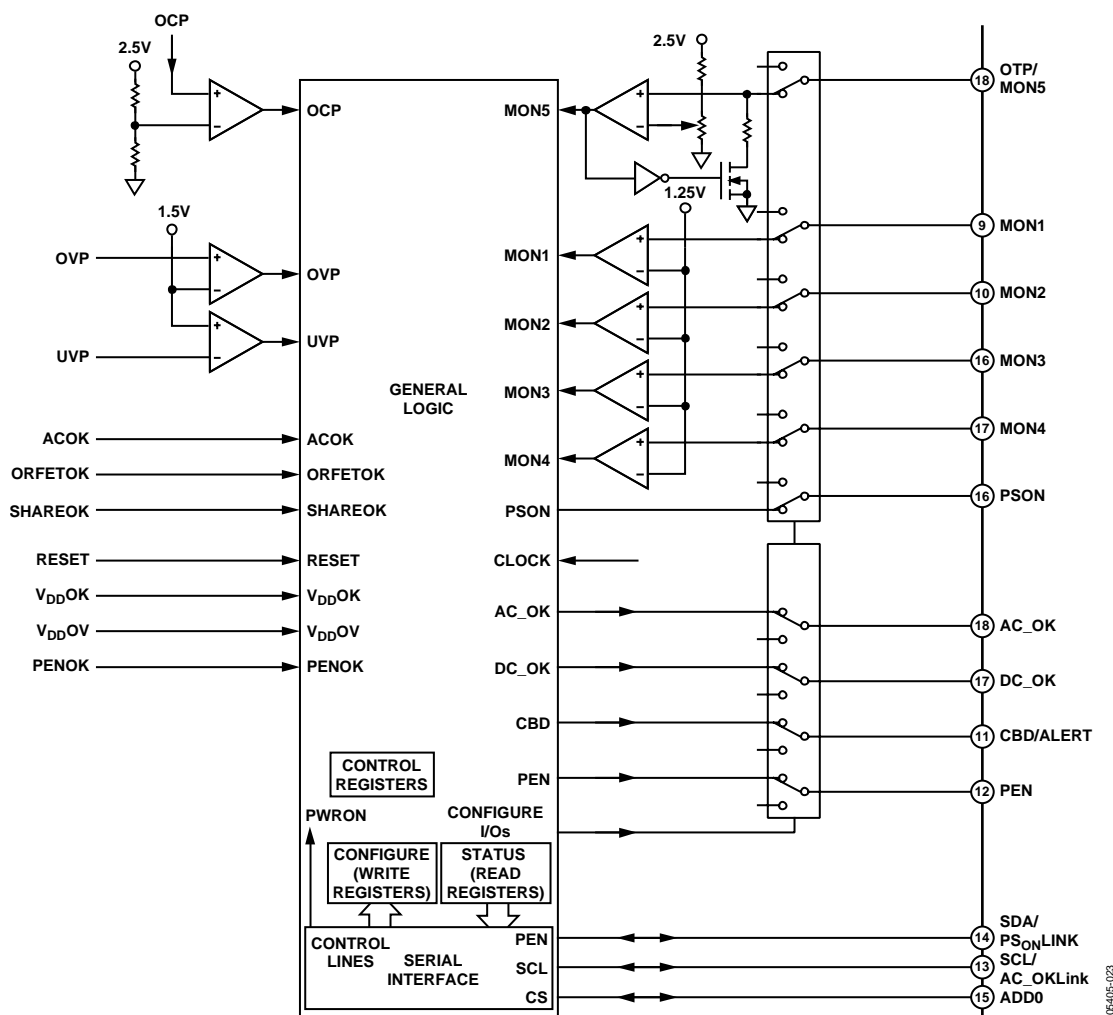 OCP
2.5V
+
−
OCP
1.5V
OVP
+
−
OVP
+
−
UVP
UVP
ACOK
ACOK
ORFETOK
ORFETOK
SHAREOK
SHAREOK
RESET
RESET
VDDOK
VDDOK
VDDOV
VDDOV
PENOK
PENOK
GENERAL
LOGIC
CONTROL
REGISTERS
PWRON
CONFIGURE
(WRITE
REGISTERS)
CONFIGURE
I/Os
STATUS
(READ
REGISTERS)
CONTROL
LINES
SERIAL
INTERFACE
PEN
SCL
CS
MON5
+
−
2.5V
1.25V
MON1
+
−
MON2
+
−
MON3
+
−
MON4
+
−
PSON
CLOCK
AC_OK
DC_OK
CBD
PEN
18 OTP/
MON5
9 MON1
10 MON2
16 MON3
17 MON4
16 PSON
18 AC_OK
17 DC_OK
11 CBD/ALERT
12 PEN
14 SDA/
PSONLINK
13 SCL/
AC_OKLink
15 ADD0
05405-023